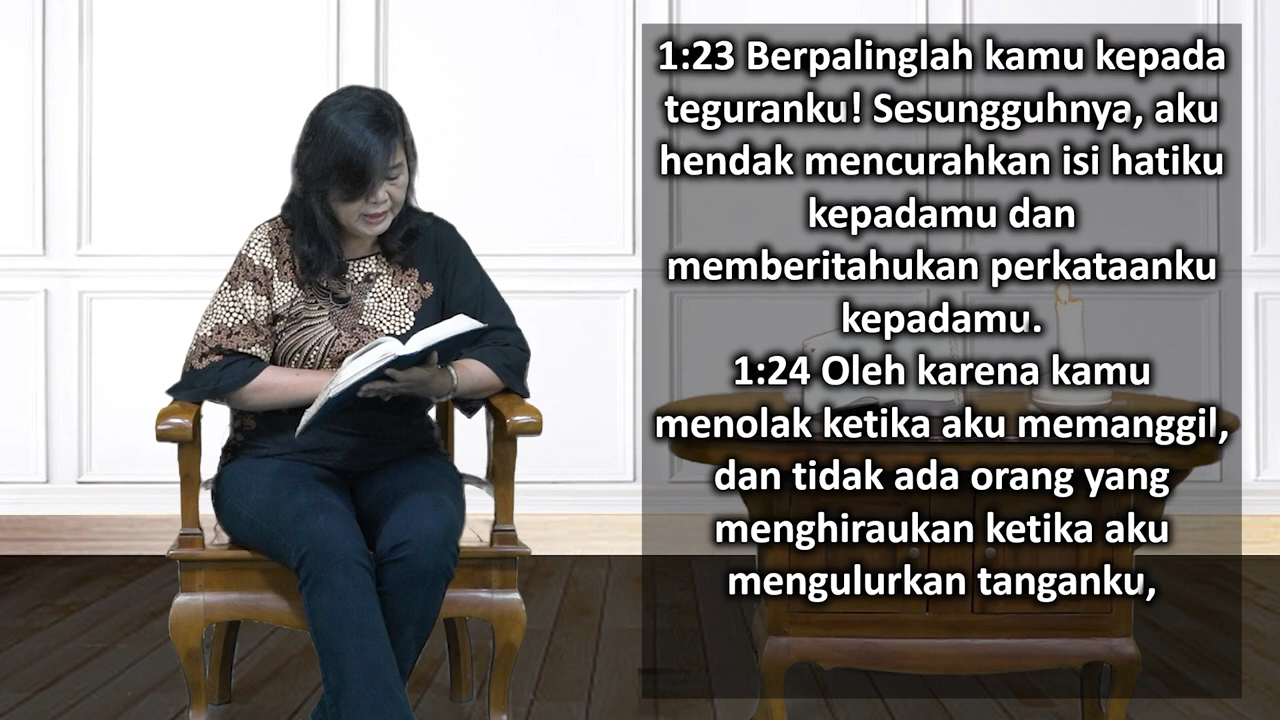 1:23 Berpalinglah kamu kepada
teguranku! Sesungguhnya, aku
hendak mencurahkan isi hatiku
kepadamu dan
memberitahukan perkataanku
kepadamu.
1:24 Oleh karena kamu
menolak ketika aku memanggil,
dan tidak ada orang yang
menghiraukan ketika aku
mengulurkan tanganku,